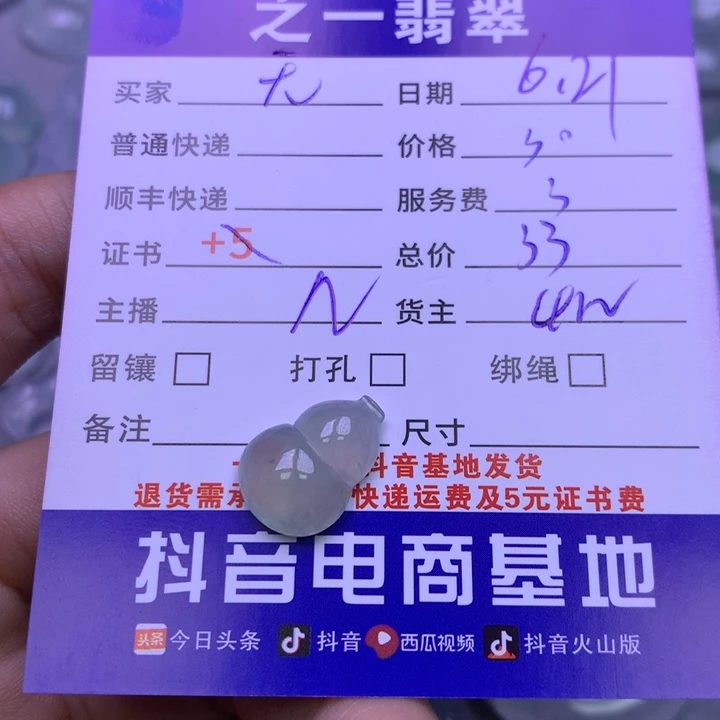 之一翡翠
买家 无 日期 6.21
普通快递 价格 30
顺丰快递 服务费 3
证书 +5 总价 33
主播 N 货主
留镶 打孔 绑绳
备注 尺寸
抖音基地发货
退货需承 快递运费及5元证书费
抖音电商基地
头条 今日头条 抖音 西瓜视频 抖音火山版